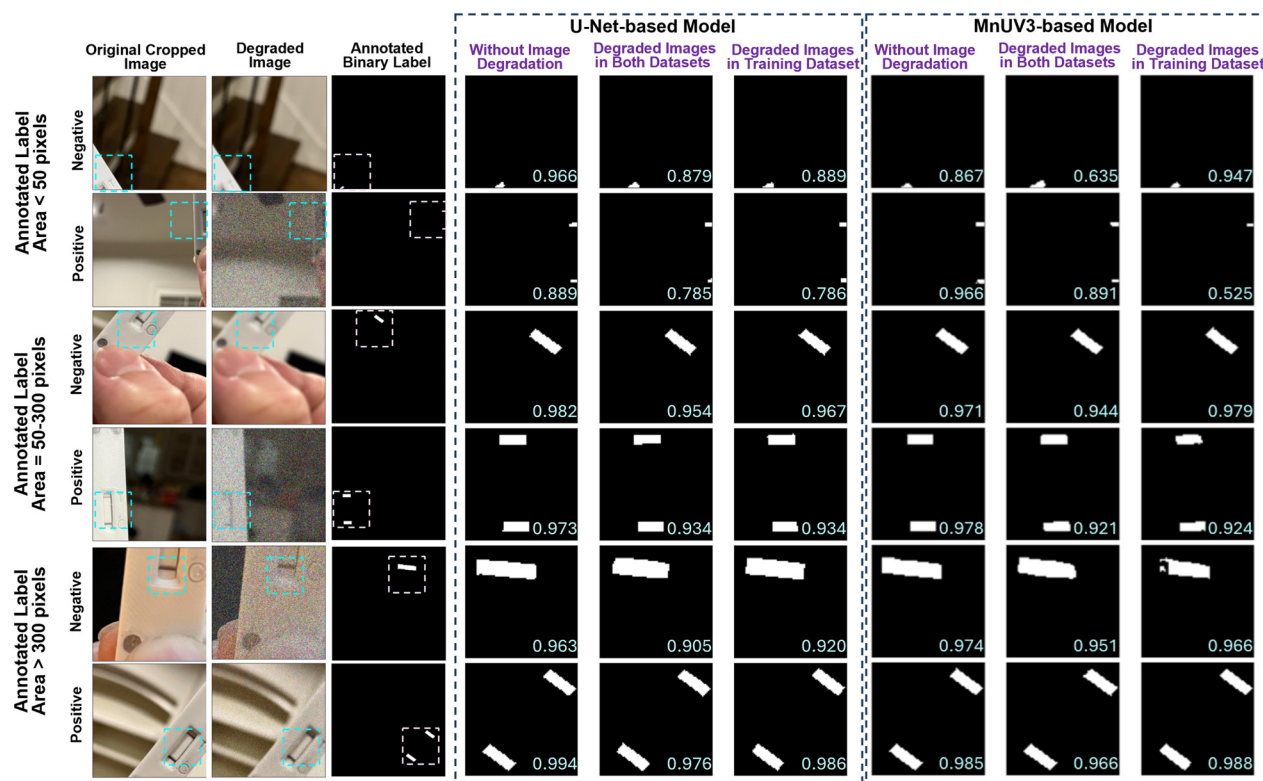 U-Net-based Model
MnUV3-based Model
Original Cropped
Image
Degraded
Image
Annotated
Binary Label
Without Image
Degradation
Degraded Images
in Both Datasets
Degraded Images
in Training Dataset
Without Image
Degradation
Degraded Images
in Both Datasets
Degraded Images
in Training Dataset
Annotated Label
Area < 50 pixels
Negative
0.966
0.879
0.889
0.867
0.635
0.947
Positive
0.889
0.785
0.786
0.966
0.891
0.525
Annotated Label
Area = 50-300 pixels
Negative
0.982
0.954
0.967
0.971
0.944
0.979
Positive
0.973
0.934
0.934
0.978
0.921
0.924
Annotated Label
Area > 300 pixels
Negative
0.963
0.905
0.920
0.974
0.951
0.966
Positive
0.994
0.976
0.986
0.985
0.966
0.988